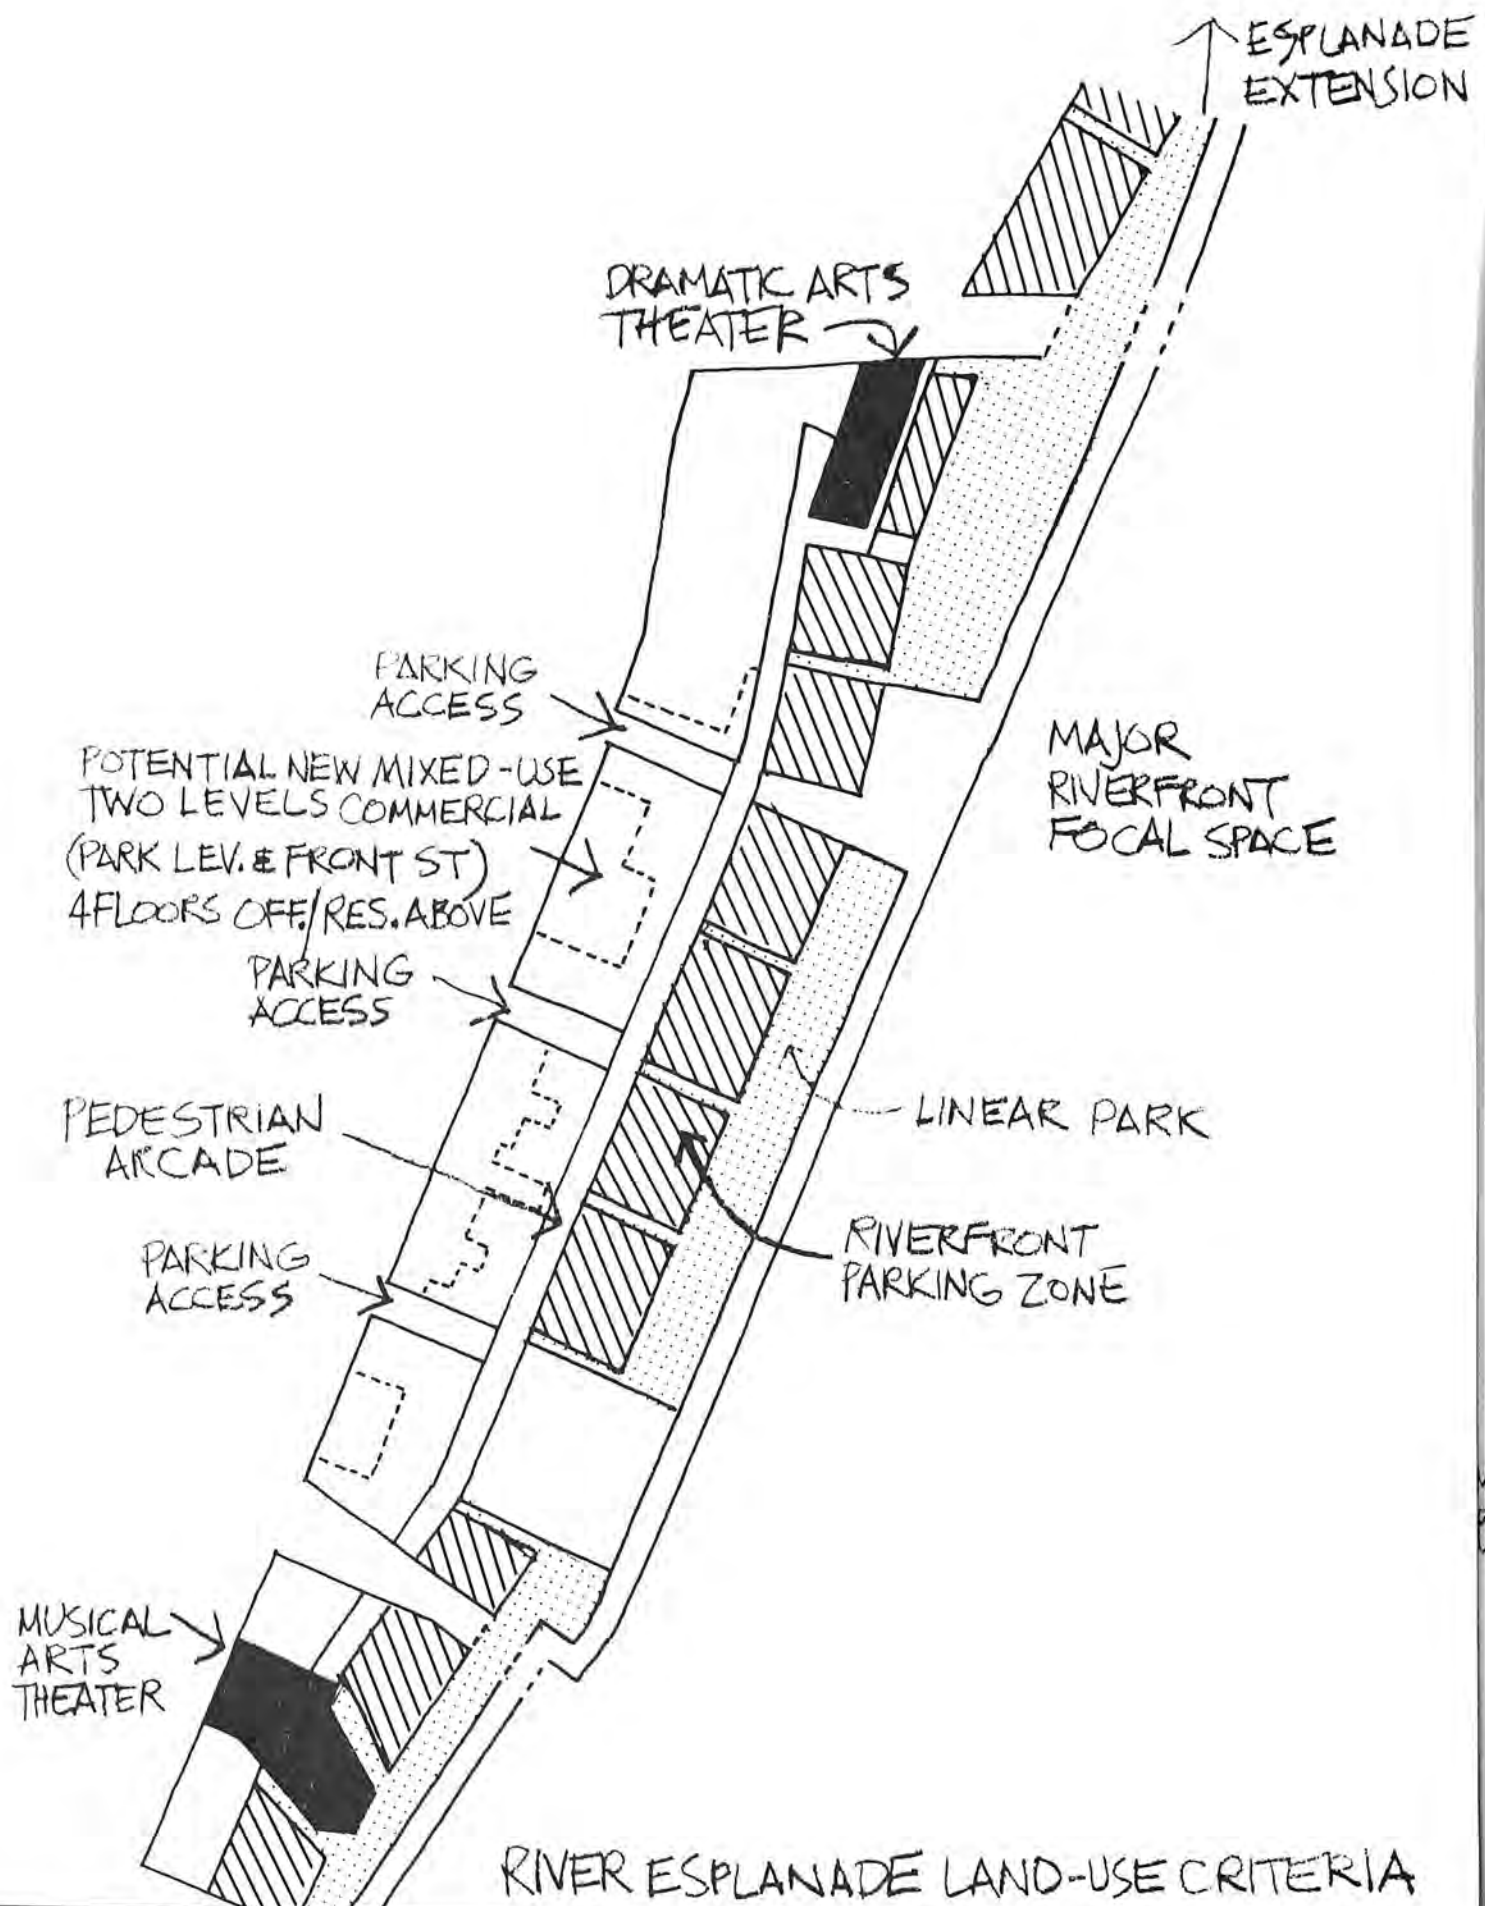 ESPLANADE
EXTENSION
DRAMATIC ARTS
THEATER
PARKING
ACCESS
POTENTIAL NEW MIXED-USE
TWO LEVELS COMMERCIAL
(PARK LEV. & FRONT ST)
4 FLOORS OFF./RES. ABOVE
MAJOR
RIVERFRONT
FOCAL SPACE
PARKING
ACCESS
PEDESTRIAN
ARCADE
LINEAR PARK
PARKING
ACCESS
RIVERFRONT
PARKING ZONE
MUSICAL
ARTS
THEATER
RIVER ESPLANADE LAND-USE CRITERIA